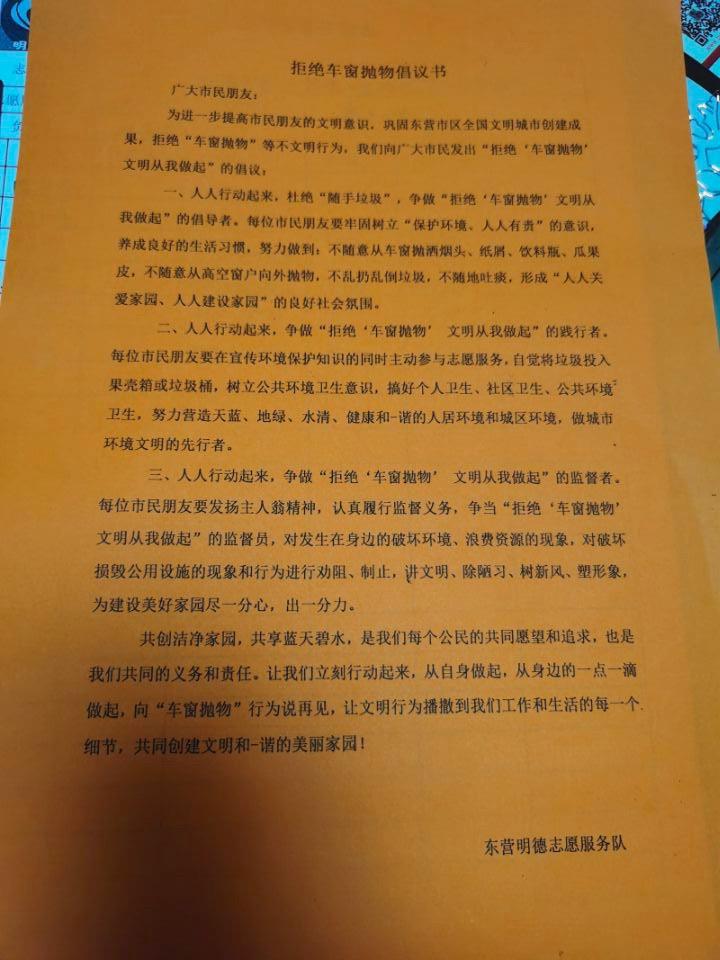 拒绝车窗抛物倡议书
广大市民朋友：
为进一步提高市民朋友的文明意识，巩固东营市区全国文明城市创建成
果，拒绝“车窗抛物”等不文明行为，我们向广大市民发出“拒绝‘车窗抛物’
文明从我做起”的倡议：
一、人人行动起来，杜绝“随手垃圾”，争做“拒绝‘车窗抛物’文明从
我做起”的倡导者。每位市民朋友要牢固树立“保护环境、人人有责”的意识，
养成良好的生活习惯，努力做到：不随意从车窗抛洒烟头、纸屑、饮料瓶、瓜果
皮，不随意从高空窗户向外抛物，不乱扔乱倒垃圾，不随地吐痰，形成“人人关
爱家园、人人建设家园”的良好社会氛围。
二、人人行动起来，争做“拒绝‘车窗抛物’ 文明从我做起”的践行者。
每位市民朋友要在宣传环境保护知识的同时主动参与志愿服务，自觉将垃圾投入
果壳箱或垃圾桶，树立公共环境卫生意识，搞好个人卫生、社区卫生、公共环境
卫生，努力营造天蓝、地绿、水清、健康和-谐的人居环境和城区环境，做城市
环境文明的先行者。
三、人人行动起来，争做“拒绝‘车窗抛物’ 文明从我做起”的监督者。
每位市民朋友要发扬主人翁精神，认真履行监督义务，争当“拒绝‘车窗抛物’
文明从我做起”的监督员，对发生在身边的破坏环境、浪费资源的现象，对破坏
损毁公用设施的现象和行为进行劝阻、制止，讲文明、除陋习、树新风、塑形象，
为建设美好家园尽一分心，出一分力。
共创洁净家园，共享蓝天碧水，是我们每个公民的共同愿望和追求，也是
我们共同的义务和责任。让我们立刻行动起来，从自身做起，从身边的一点一滴
做起，向“车窗抛物”行为说再见，让文明行为播撒到我们工作和生活的每一个
细节，共同创建文明和-谐的美丽家园！
东营明德志愿服务队